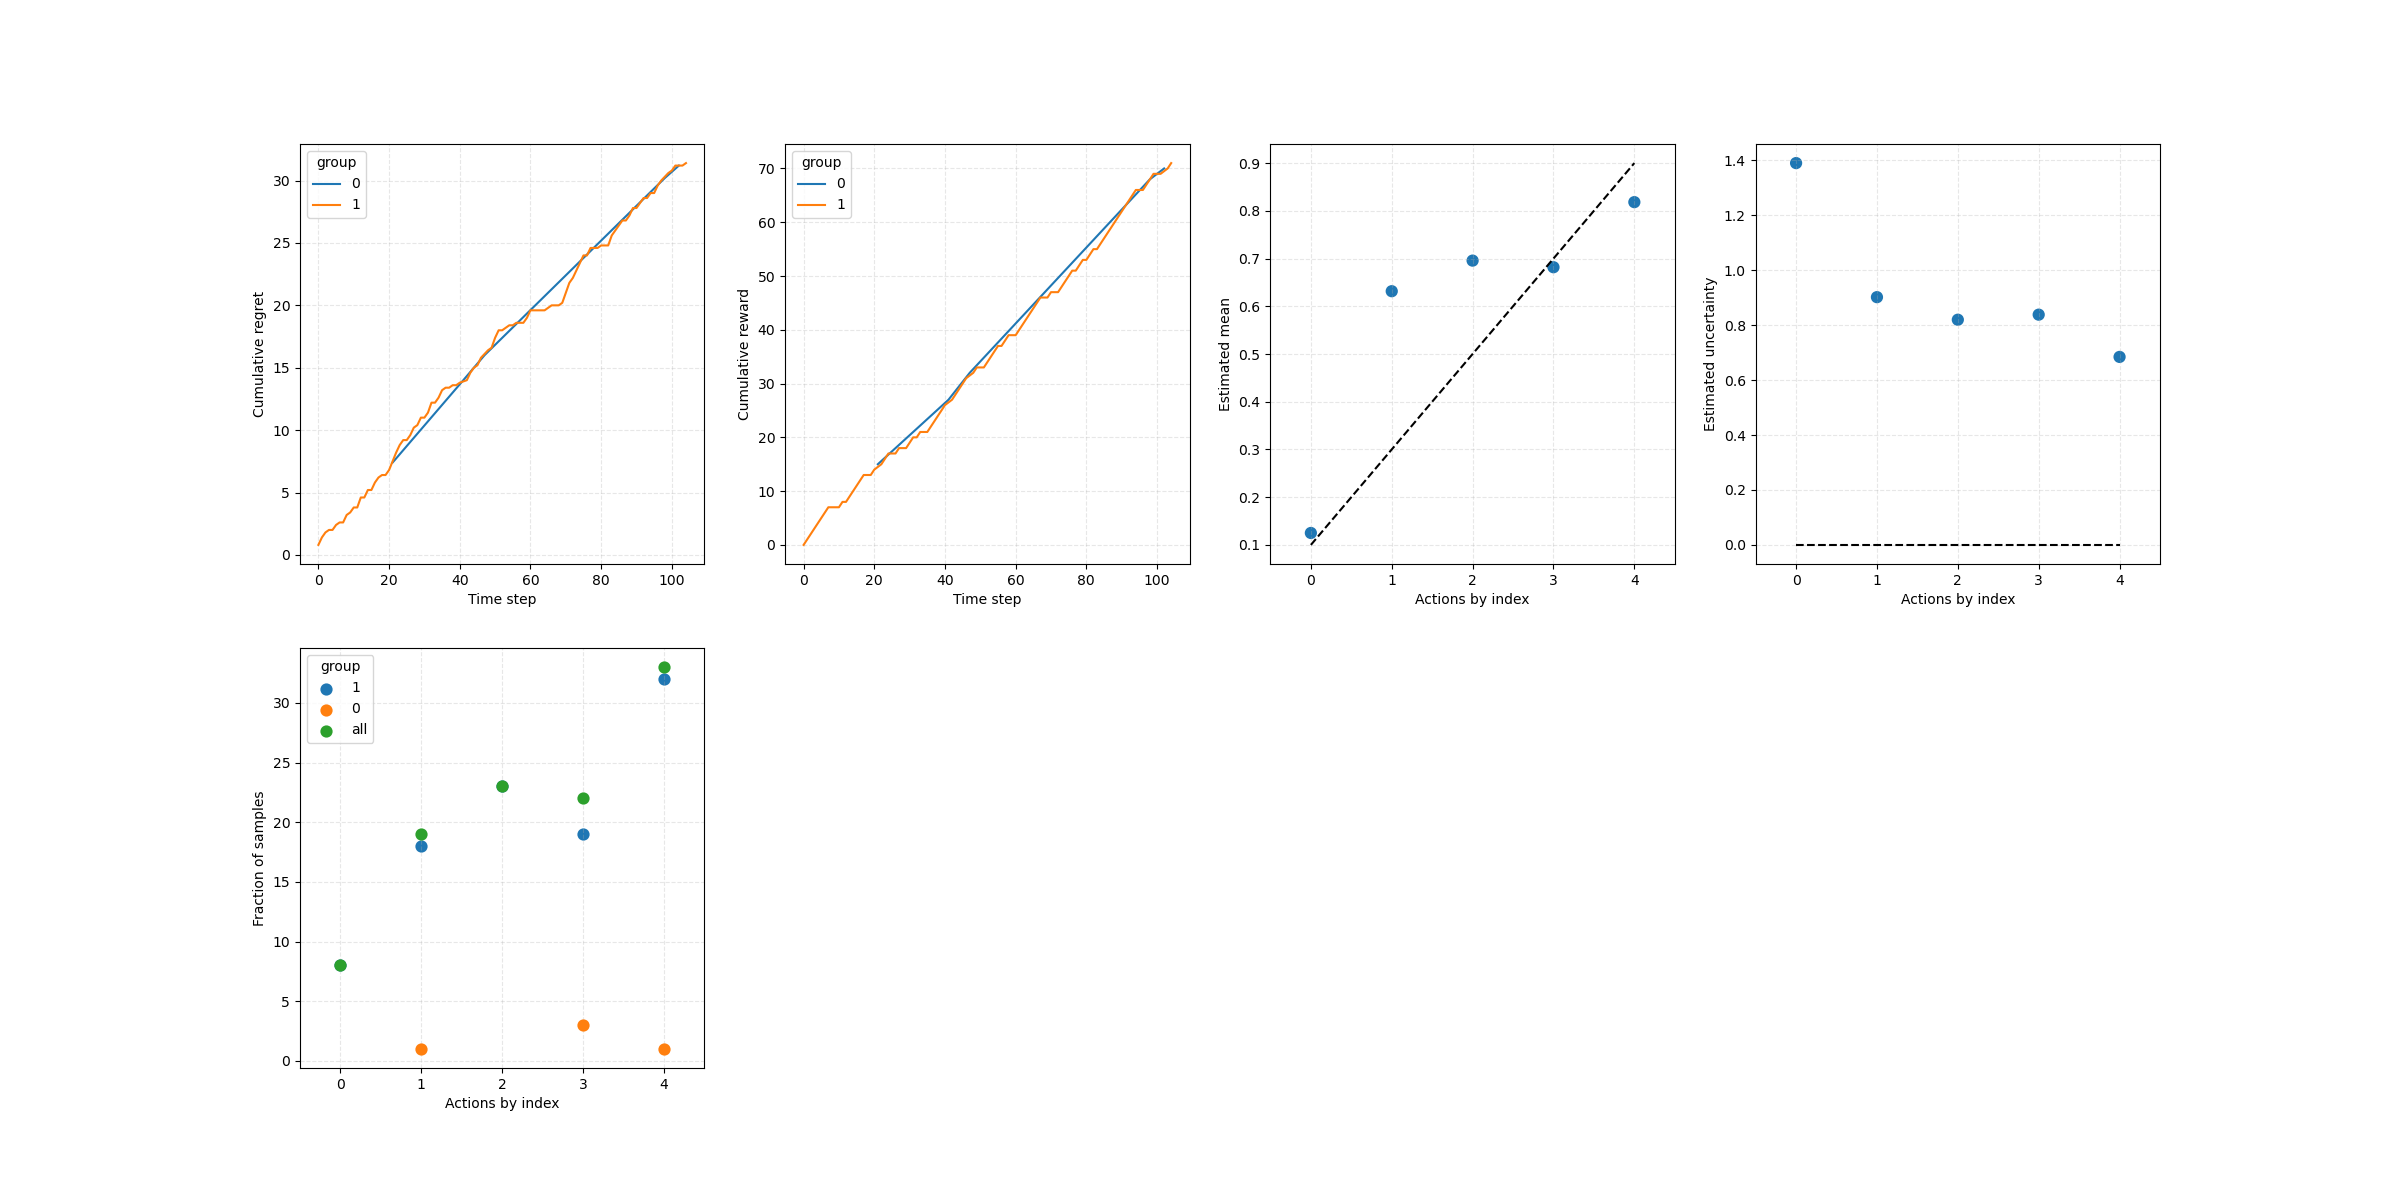 group
0
1
30
25
20
15
10
5
0
Cumulative regret
0 20 40 60 80 100
Time step
group
0
1
70
60
50
40
30
20
10
0
Cumulative reward
0 20 40 60 80 100
Time step
0.9
0.8
0.7
0.6
0.5
0.4
0.3
0.2
0.1
Estimated mean
0 1 2 3 4
Actions by index
1.4
1.2
1.0
0.8
0.6
0.4
0.2
0.0
Estimated uncertainty
0 1 2 3 4
Actions by index
group
1
0
all
30
25
20
15
10
5
0
Fraction of samples
0 1 2 3 4
Actions by index